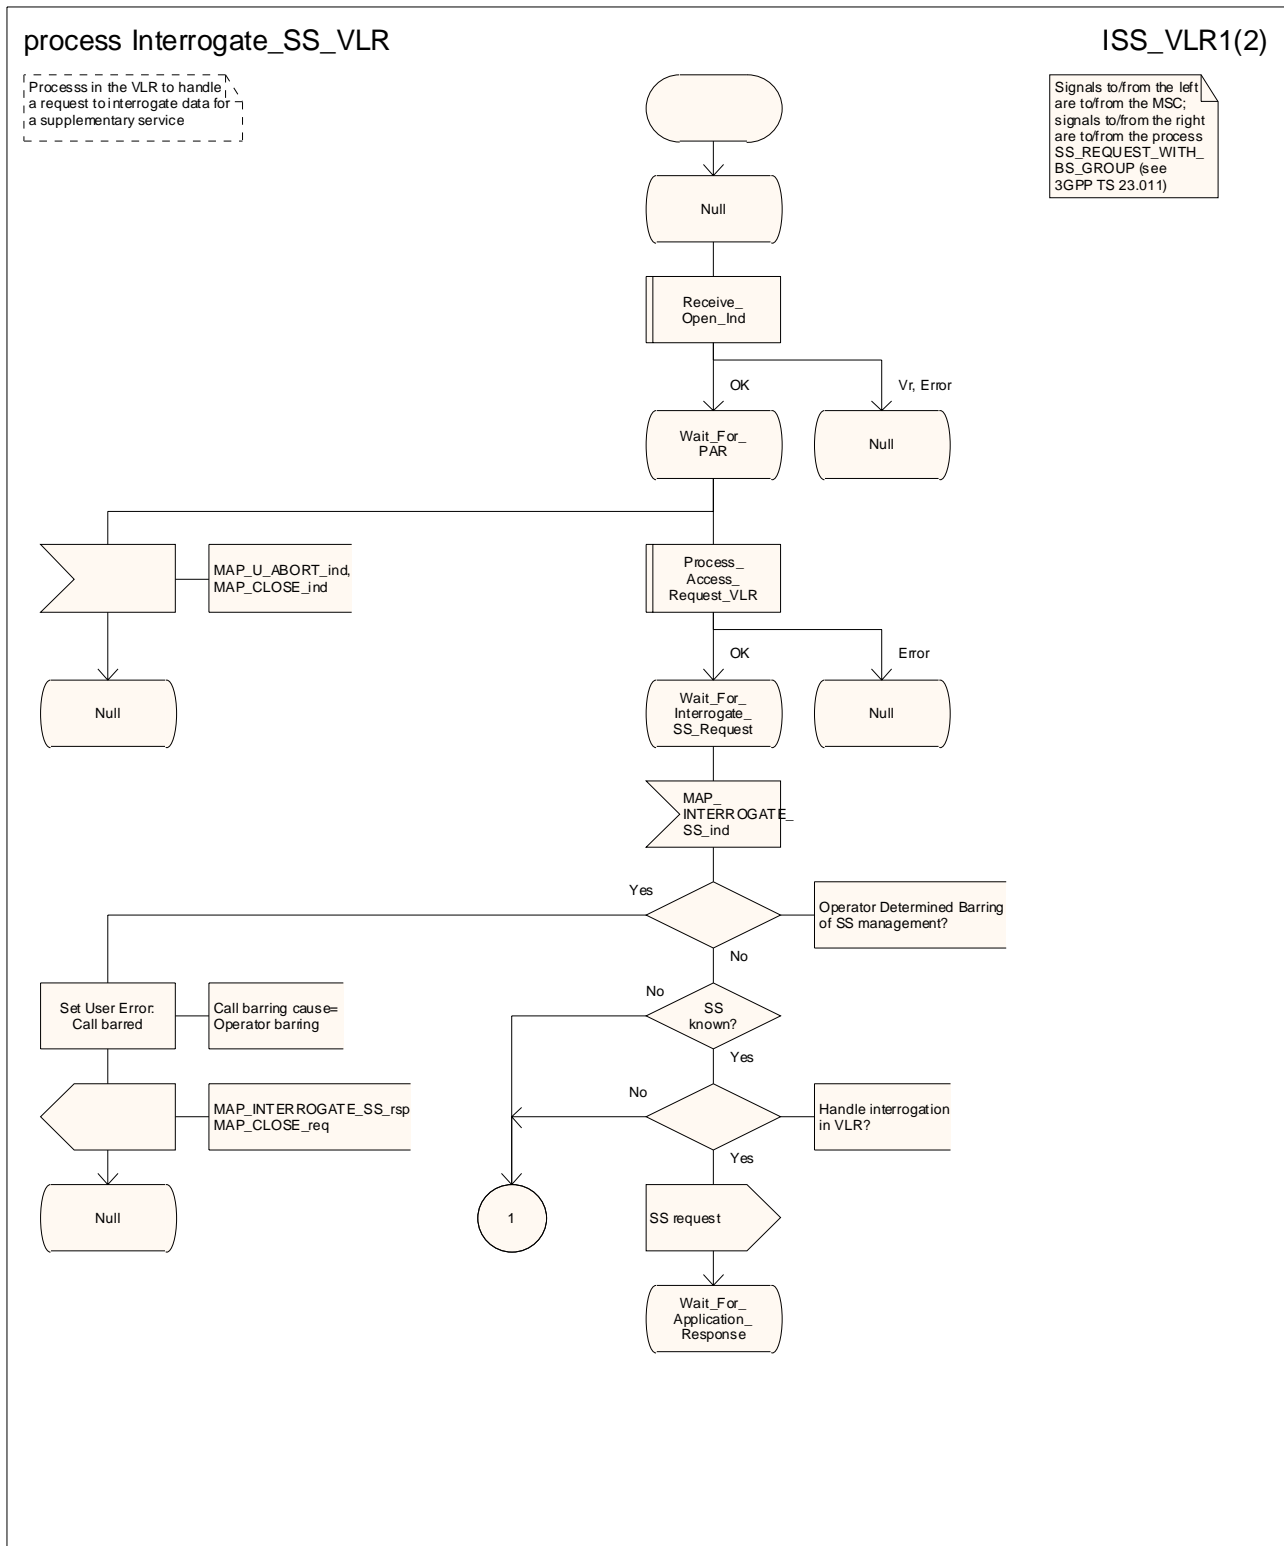 process Interrogate_SS_VLR
ISS_VLR1(2)
Processs in the VLR to handle
a request to interrogate data for
a supplementary service
Signals to/from the left
are to/from the MSC;
signals to/from the right
are to/from the process
SS_REQUEST_WITH_
BS_GROUP (see
3GPP TS 23.011)
Null
Receive_
Open_Ind
OK
Vr, Error
Wait_For_
PAR
Null
MAP_U_ABORT_ind,
MAP_CLOSE_ind
Process_
Access_
Request_VLR
OK
Error
Null
Wait_For_
Interrogate_
SS_Request
Null
MAP_
INTERROGATE_
SS_ind
Yes
Operator Determined Barring
of SS management?
No
Set User Error:
Call barred
Call barring cause=
Operator barring
No
SS
known?
Yes
MAP_INTERROGATE_SS_rsp
MAP_CLOSE_req
No
Handle interrogation
in VLR?
Yes
Null
1
SS request
Wait_For_
Application_
Response